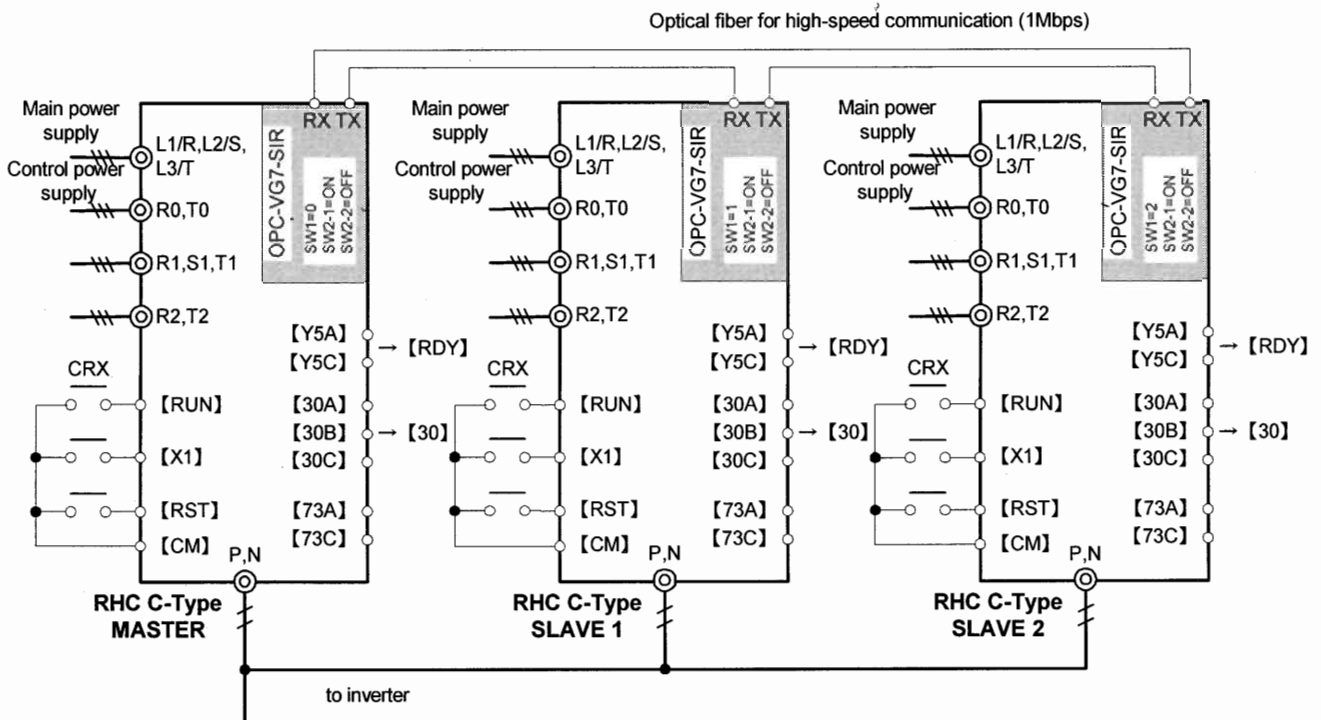 Optical fiber for high-speed communication (1Mbps)
Main power
supply
Control power
supply
L1/R,L2/S,
L3/T
R0,T0
R1,S1,T1
R2,T2
OPC-VG7-SIR
RX TX
SW1=0
SW2-1=ON
SW2-2=OFF
【Y5A】
【Y5C】
→ 【RDY】
CRX
【RUN】
【X1】
【RST】
【CM】
【30A】
【30B】
【30C】
→ 【30】
【73A】
【73C】
P,N
RHC C-Type
MASTER
Main power
supply
Control power
supply
L1/R,L2/S,
L3/T
R0,T0
R1,S1,T1
R2,T2
OPC-VG7-SIR
RX TX
SW1=1
SW2-1=ON
SW2-2=OFF
【Y5A】
【Y5C】
→ 【RDY】
CRX
【RUN】
【X1】
【RST】
【CM】
【30A】
【30B】
【30C】
→ 【30】
【73A】
【73C】
P,N
RHC C-Type
SLAVE 1
Main power
supply
Control power
supply
L1/R,L2/S,
L3/T
R0,T0
R1,S1,T1
R2,T2
OPC-VG7-SIR
RX TX
SW1=2
SW2-1=ON
SW2-2=OFF
【Y5A】
【Y5C】
→ 【RDY】
CRX
【RUN】
【X1】
【RST】
【CM】
【30A】
【30B】
【30C】
→ 【30】
【73A】
【73C】
P,N
RHC C-Type
SLAVE 2
to inverter